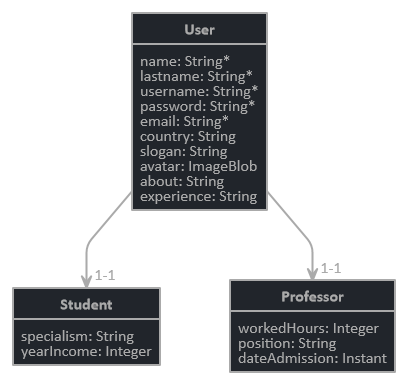 User
name: String*
lastname: String*
username: String*
password: String*
email: String*
country: String
slogan: String
avatar: ImageBlob
about: String
experience: String
1-1
1-1
Student
specialism: String
yearIncome: Integer
Professor
workedHours: Integer
position: String
dateAdmission: Instant